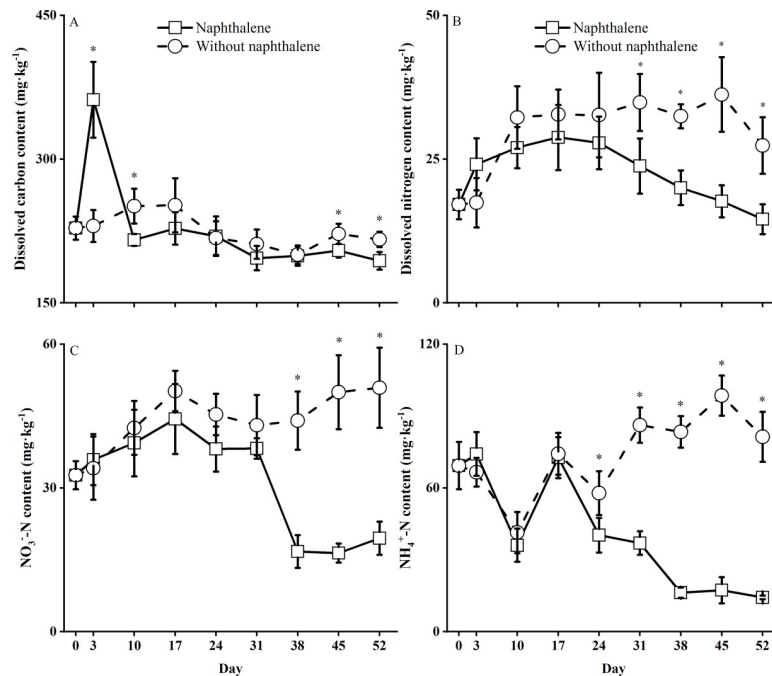 A
Naphthalene
Without naphthalene
*
*
*
*
450
300
150
Dissolved carbon content (mg·kg⁻¹)
B
Naphthalene
Without naphthalene
*
*
*
*
50
25
0
Dissolved nitrogen content (mg·kg⁻¹)
C
*
*
*
60
30
0
NO₃⁻-N content (mg·kg⁻¹)
0 3 10 17 24 31 38 45 52
Day
D
*
*
*
*
*
120
60
0
NH₄⁺-N content (mg·kg⁻¹)
0 3 10 17 24 31 38 45 52
Day